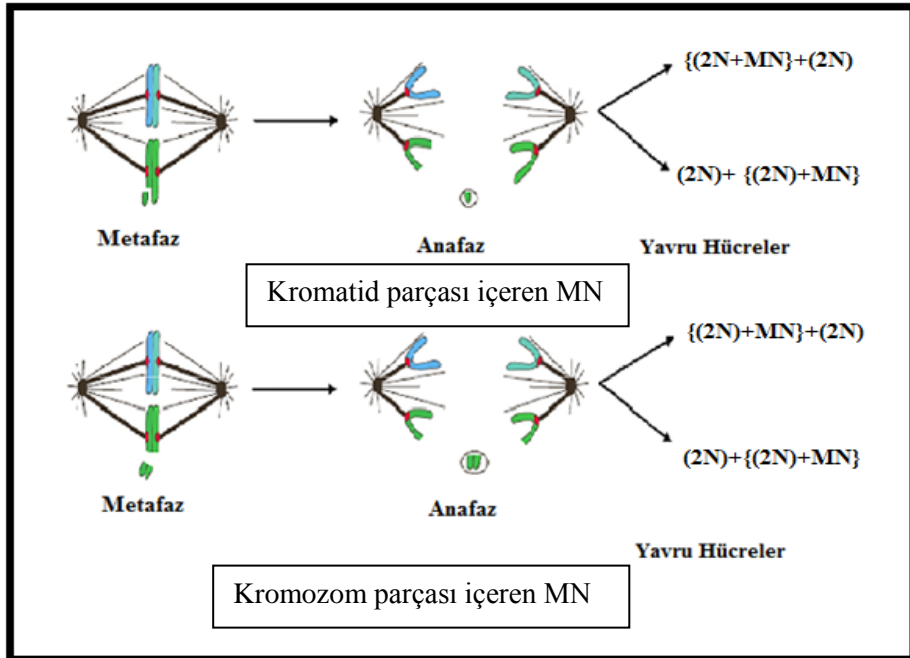 {(2N+MN}+(2N)
(2N)+ {(2N)+MN}
Metafaz
Anafaz
Yavru Hücreler
Kromatid parçası içeren MN
{(2N)+MN}+(2N)
(2N)+{(2N)+MN}
Metafaz
Anafaz
Yavru Hücreler
Kromozom parçası içeren MN